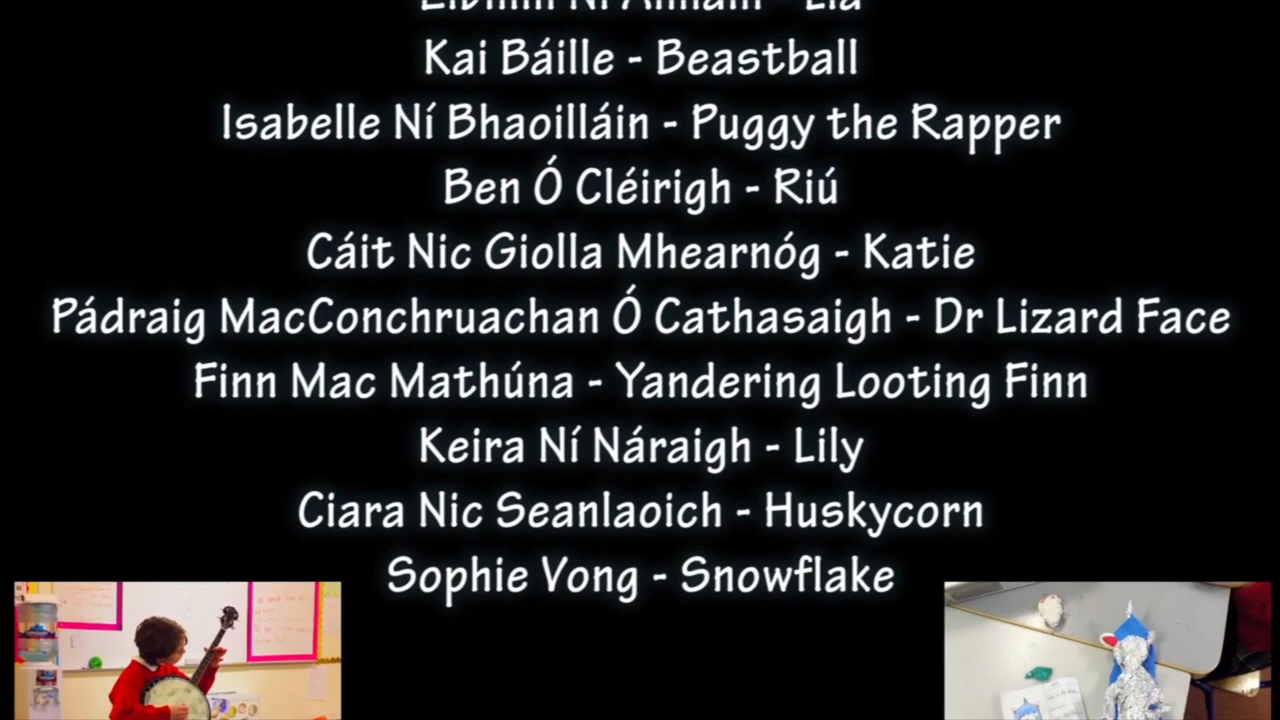 Kai Báille - Beastball
Isabelle Ní Bhaoilláin - Puggy the Rapper
Ben Ó Cléirigh - Riú
Cáit Nic Giolla Mhearnóg - Katie
Pádraig MacConchruachan Ó Cathasaigh - Dr Lizard Face
Finn Mac Mathúna - Yandering Looting Finn
Keira Ní Náraigh - Lily
Ciara Nic Seanlaoich - Huskycorn
Sophie Vong - Snowflake